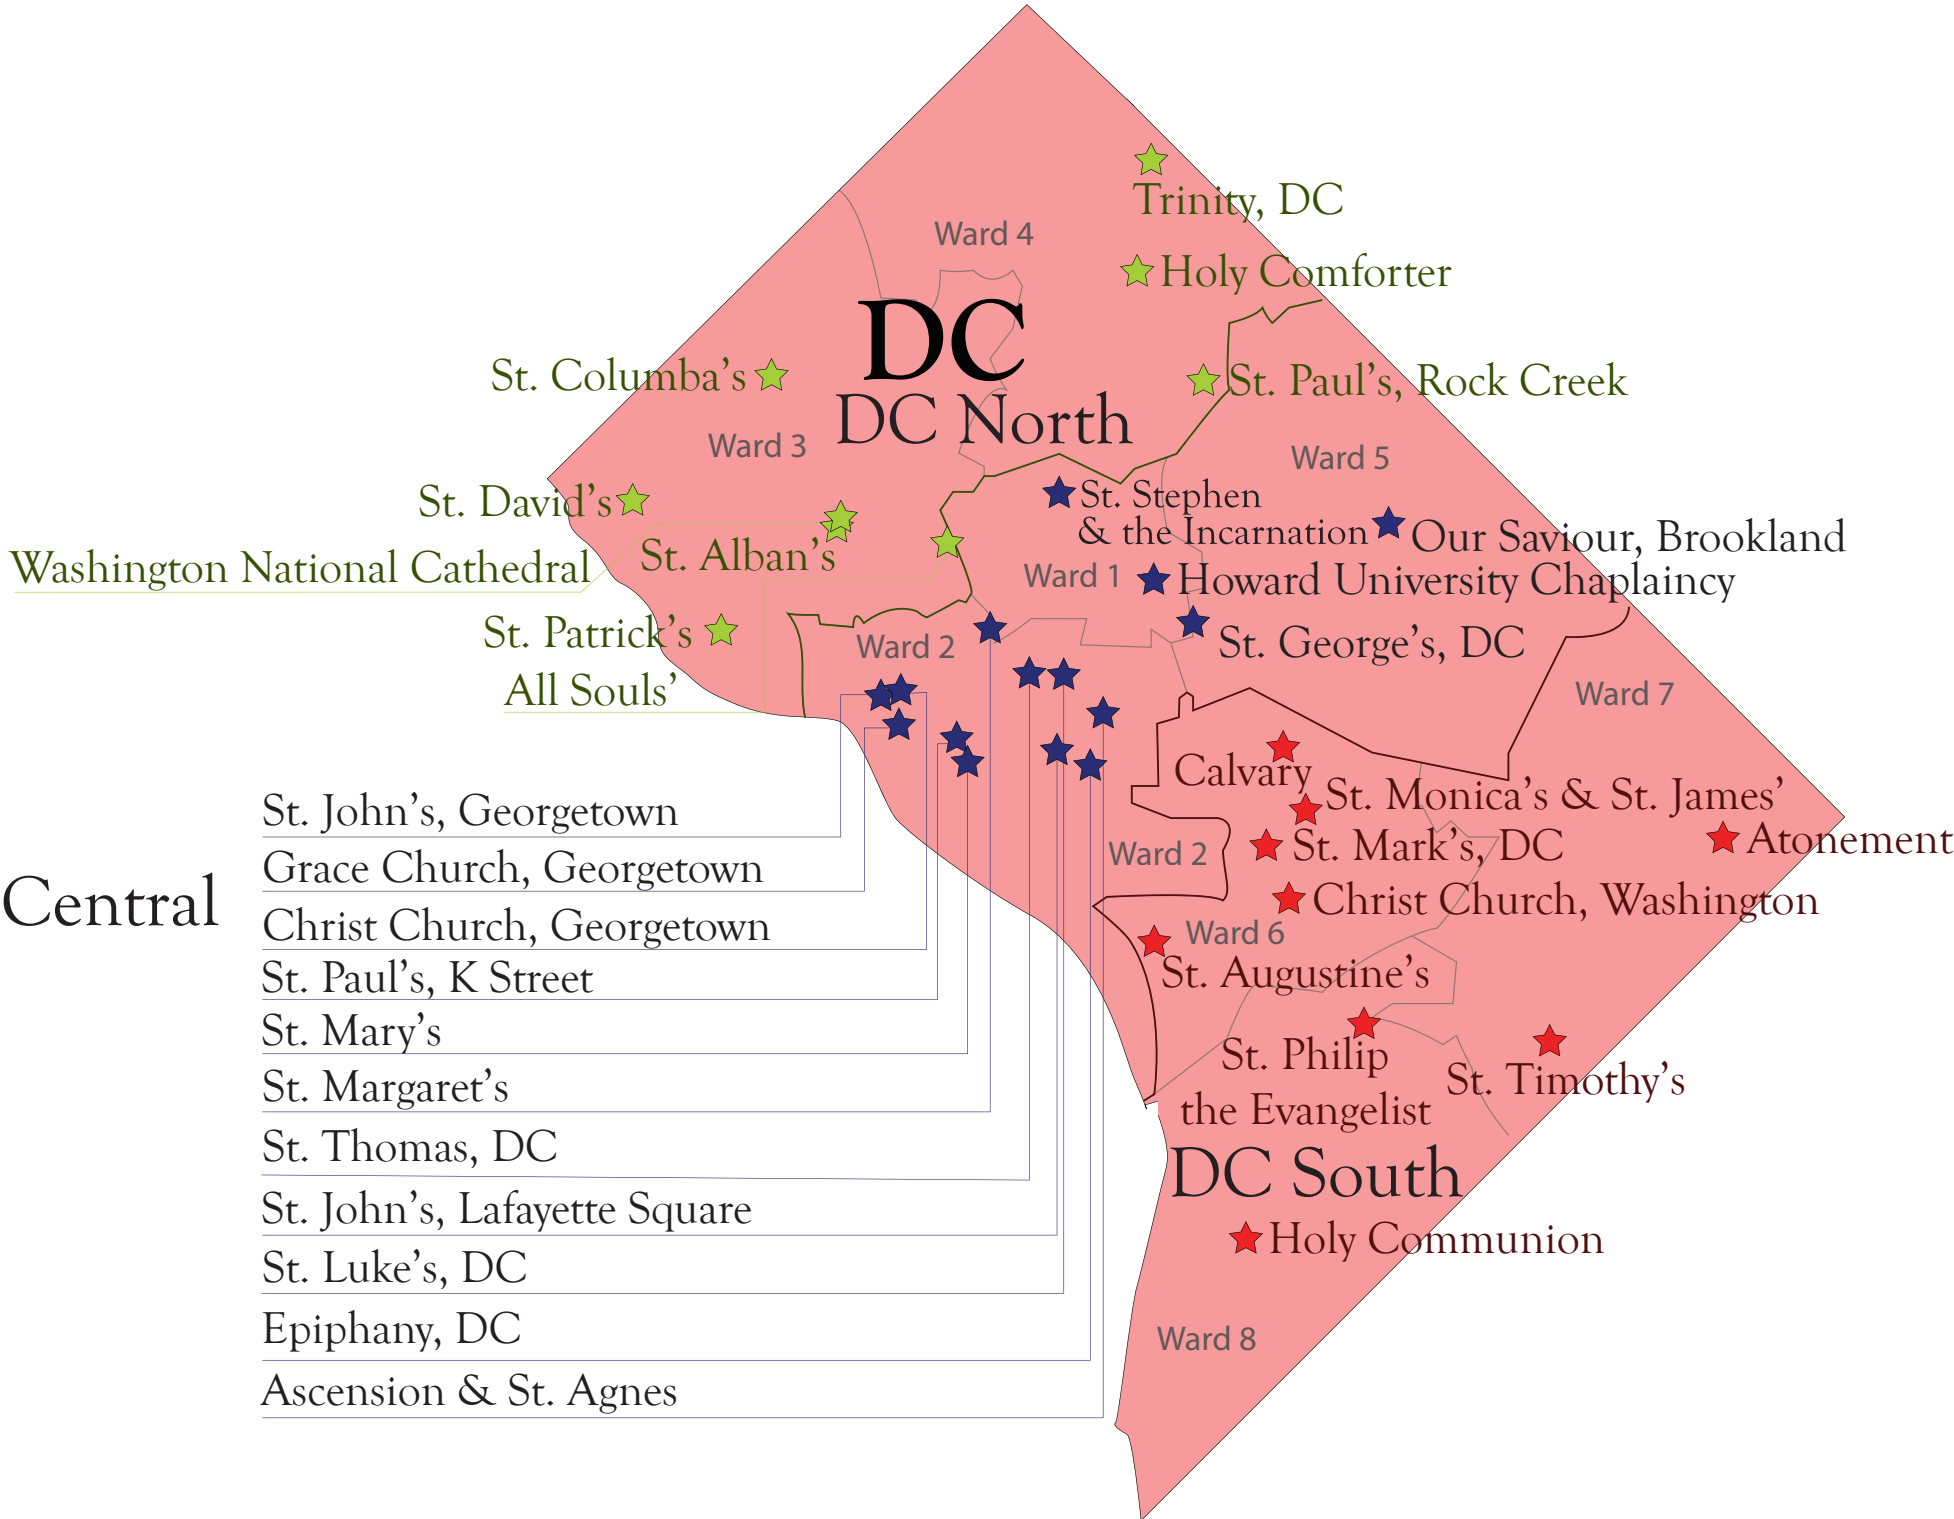 Trinity, DC
Ward 4
Holy Comforter
DC
DC North
St. Columba's
St. Paul's, Rock Creek
Ward 3
Ward 5
St. David's
St. Stephen
& the Incarnation
Our Saviour, Brookland
Washington National Cathedral
St. Alban's
Ward 1
Howard University Chaplaincy
St. Patrick's
Ward 2
St. George's, DC
All Souls'
Ward 7
Calvary
St. Monica's & St. James'
St. John's, Georgetown
Ward 2
St. Mark's, DC
Atonement
Grace Church, Georgetown
Central
Christ Church, Washington
Christ Church, Georgetown
Ward 6
St. Augustine's
St. Paul's, K Street
St. Mary's
St. Philip
the Evangelist
St. Timothy's
St. Margaret's
St. Thomas, DC
DC South
St. John's, Lafayette Square
Holy Communion
St. Luke's, DC
Epiphany, DC
Ward 8
Ascension & St. Agnes